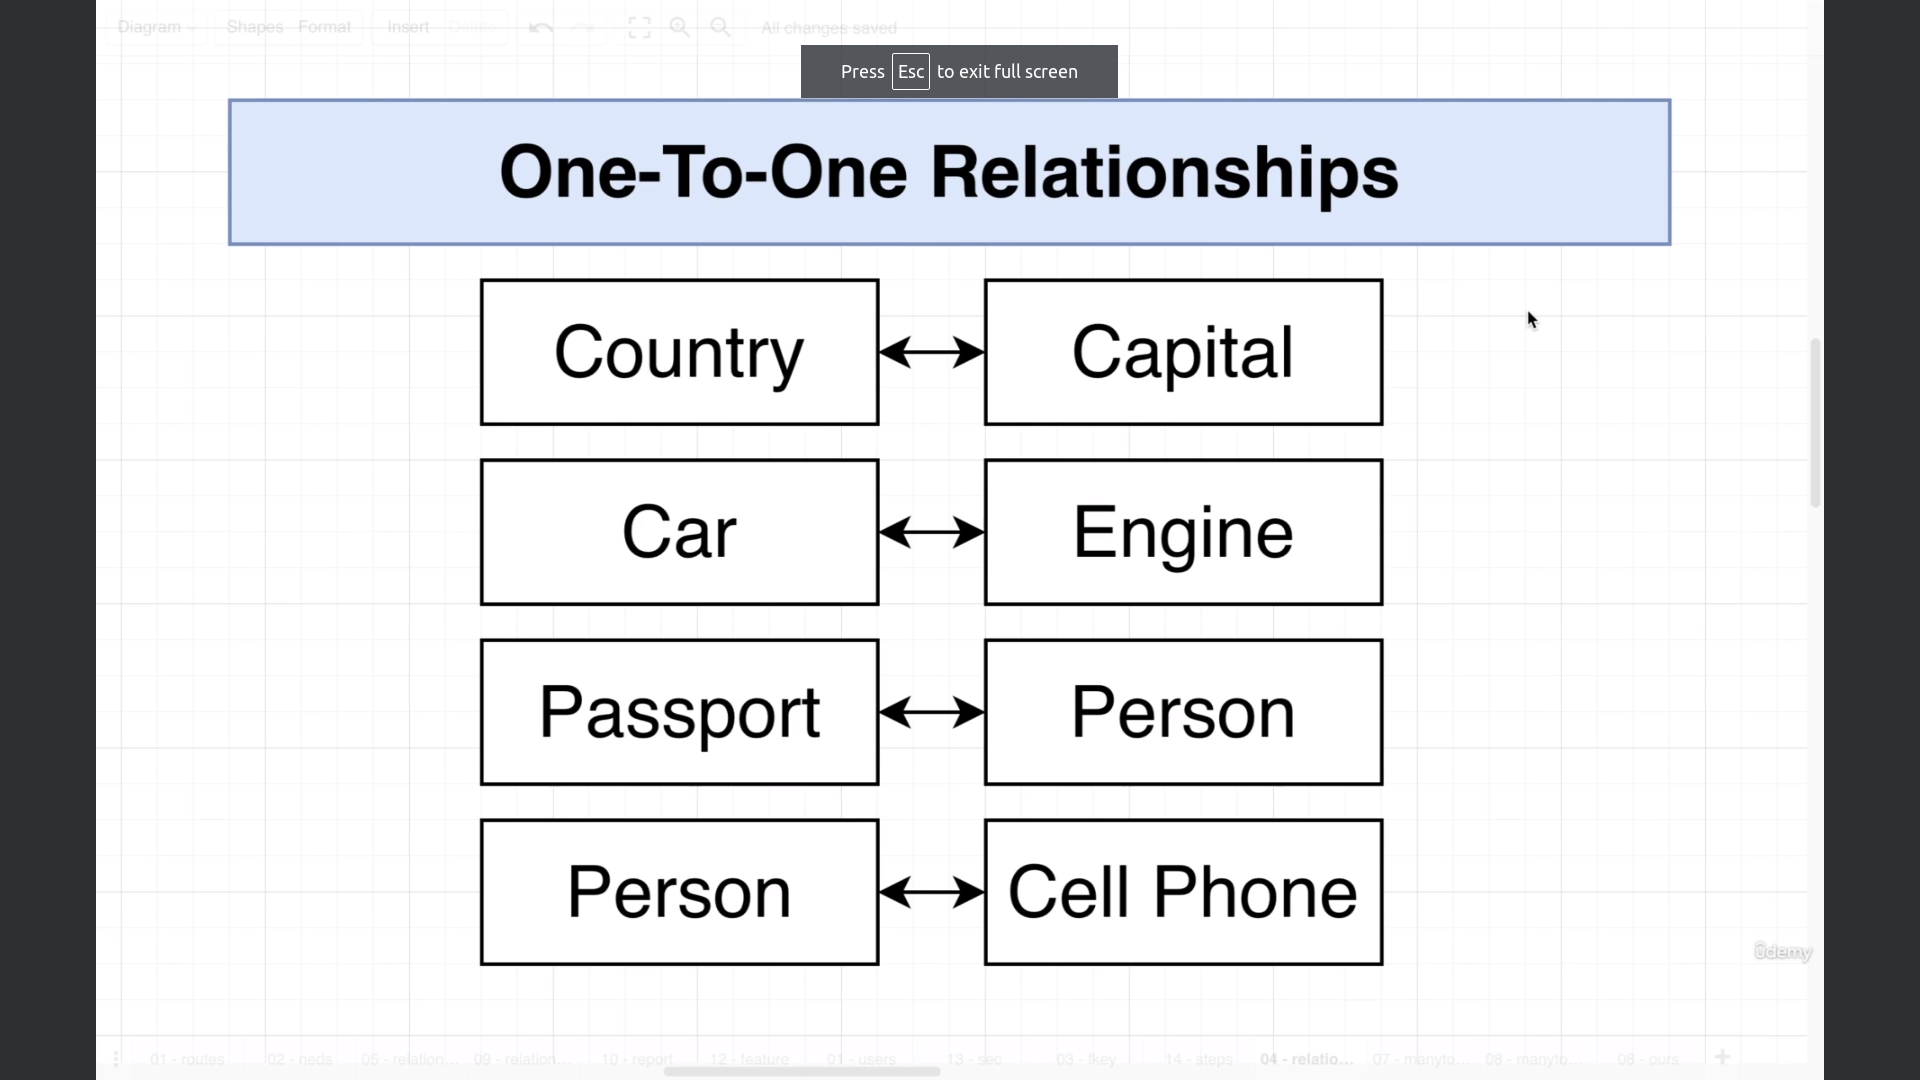 Diagram Shapes Format Insert Delete All changes saved
Press Esc to exit full screen
One-To-One Relationships
Country Capital
Car Engine
Passport Person
Person Cell Phone
ûdemy
01 - routes 02 - neds 05 - relation... 09 - relation... 10 - report 12 - feature 01 - users 13 - sec 03 - fkey 14 - steps 04 - relatio... 07 - manyto... 08 - manyto... 08 - ours